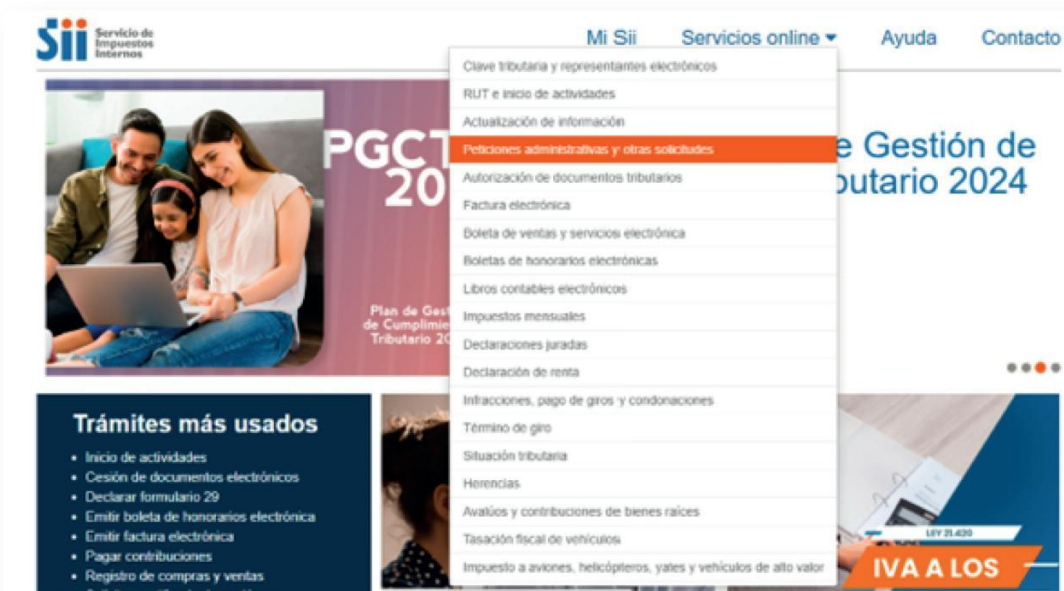 Sii Servicio de
Impuestos
Internos
Mi Sii Servicios online Ayuda Contacto
Clave tributaria y representantes electrónicos
RUT e inicio de actividades
Actualización de información
Peticiones administrativas y otras solicitudes
Autorización de documentos tributarios
Factura electrónica
Boleta de ventas y servicios electrónica
Boletas de honorarios electrónicas
Libros contables electrónicos
Impuestos mensuales
Declaraciones juradas
Declaración de renta
Infracciones, pago de giros y condonaciones
Término de giro
Situación tributaria
Herencias
Avalúos y contribuciones de bienes raíces
Tasación fiscal de vehículos
Impuesto a aviones, helicópteros, yates y vehículos de alto valor
PGCT
20
Plan de Gest
de Cumplimie
Tributario 20
e Gestión de
butario 2024
Trámites más usados
• Inicio de actividades
• Cesión de documentos electrónicos
• Declarar formulario 29
• Emitir boleta de honorarios electrónica
• Emitir factura electrónica
• Pagar contribuciones
• Registro de compras y ventas
LEY 21.420
IVA A LOS